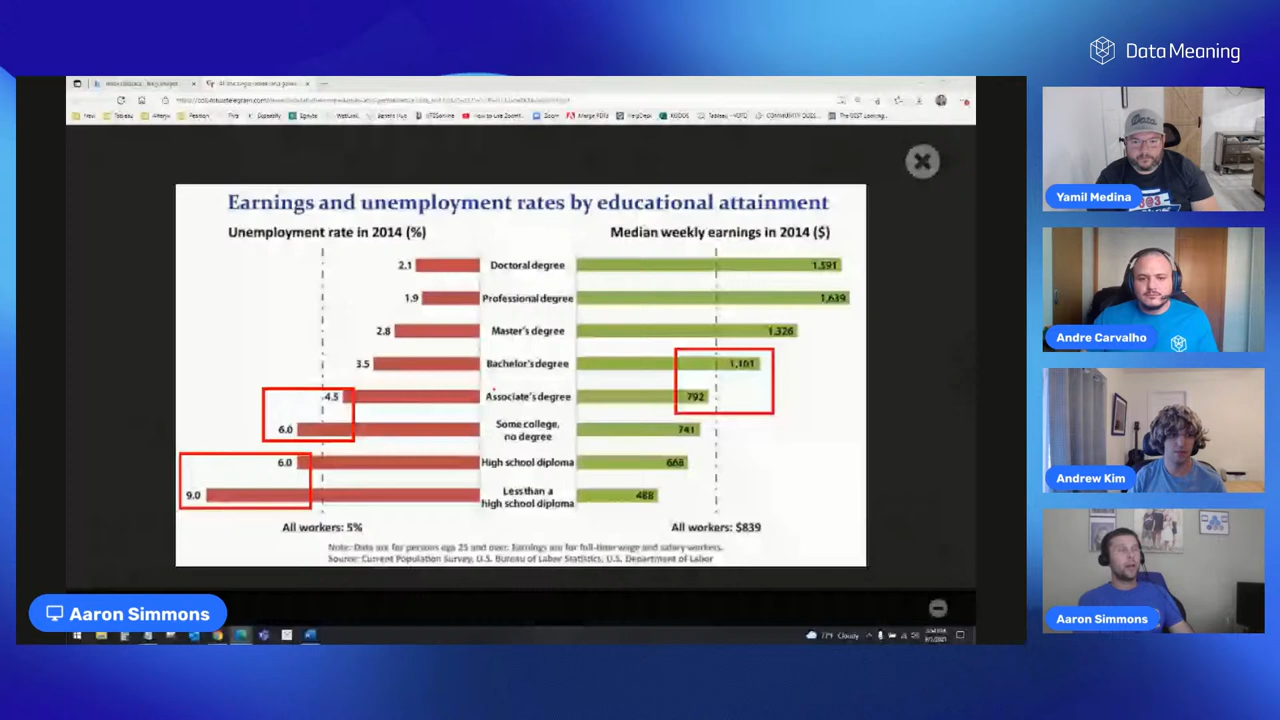 Data Meaning
Earnings and unemployment rates by educational attainment
Unemployment rate in 2014 (%)
Median weekly earnings in 2014 ($)
2.1 Doctoral degree 1,591
1.9 Professional degree 1,639
2.8 Master's degree 1,326
3.5 Bachelor's degree 1,101
4.5 Associate's degree 792
6.0 Some college, 741
no degree
6.0 High school diploma 668
9.0 Less than a 488
high school diploma
All workers: 5%
All workers: $839
Note: Data are for persons age 25 and over. Earnings are for full-time wage and salary workers.
Source: Current Population Survey, U.S. Bureau of Labor Statistics, U.S. Department of Labor
Yamil Medina
Andre Carvalho
Andrew Kim
Aaron Simmons
Aaron Simmons
Cloudy